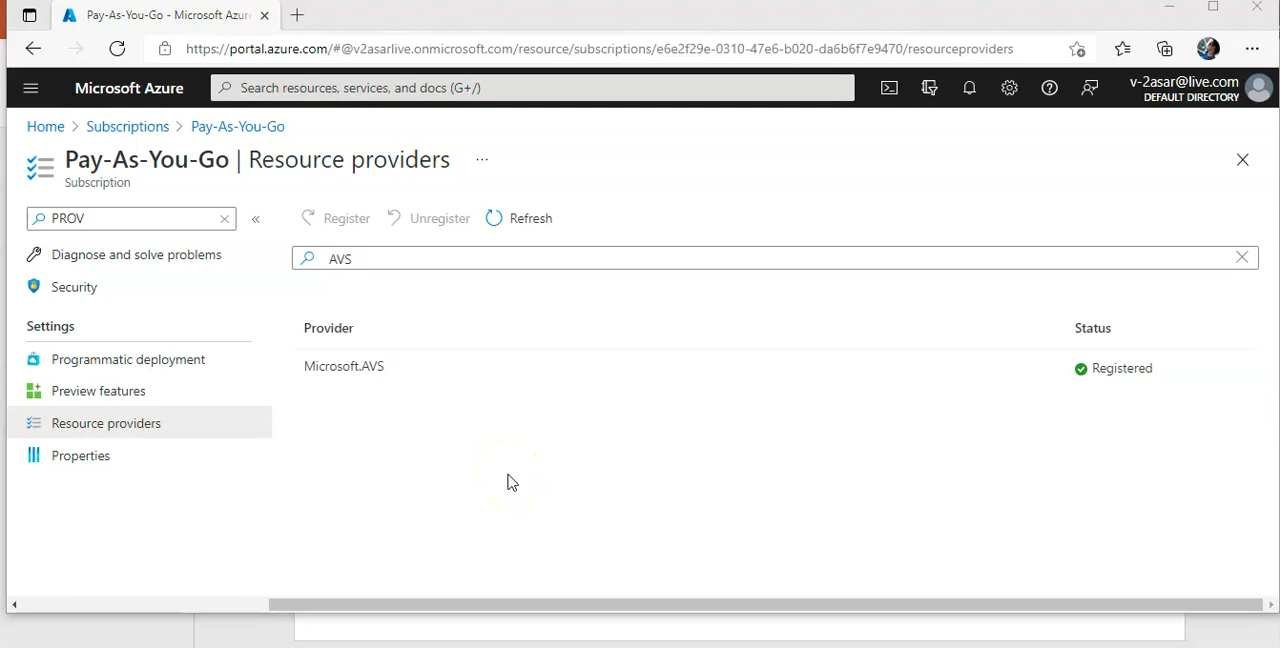 Pay-As-You-Go - Microsoft Azur
https://portal.azure.com/#@v2asarlive.onmicrosoft.com/resource/subscriptions/e6e2f29e-0310-47e6-b020-da6b6f7e9470/resourceproviders
Microsoft Azure
Search resources, services, and docs (G+/)
v-2asar@live.com
DEFAULT DIRECTORY
Home > Subscriptions > Pay-As-You-Go
Pay-As-You-Go | Resource providers ...
Subscription
PROV
Register Unregister Refresh
Diagnose and solve problems
Security
Settings
Programmatic deployment
Preview features
Resource providers
Properties
AVS
Provider Status
Microsoft.AVS Registered